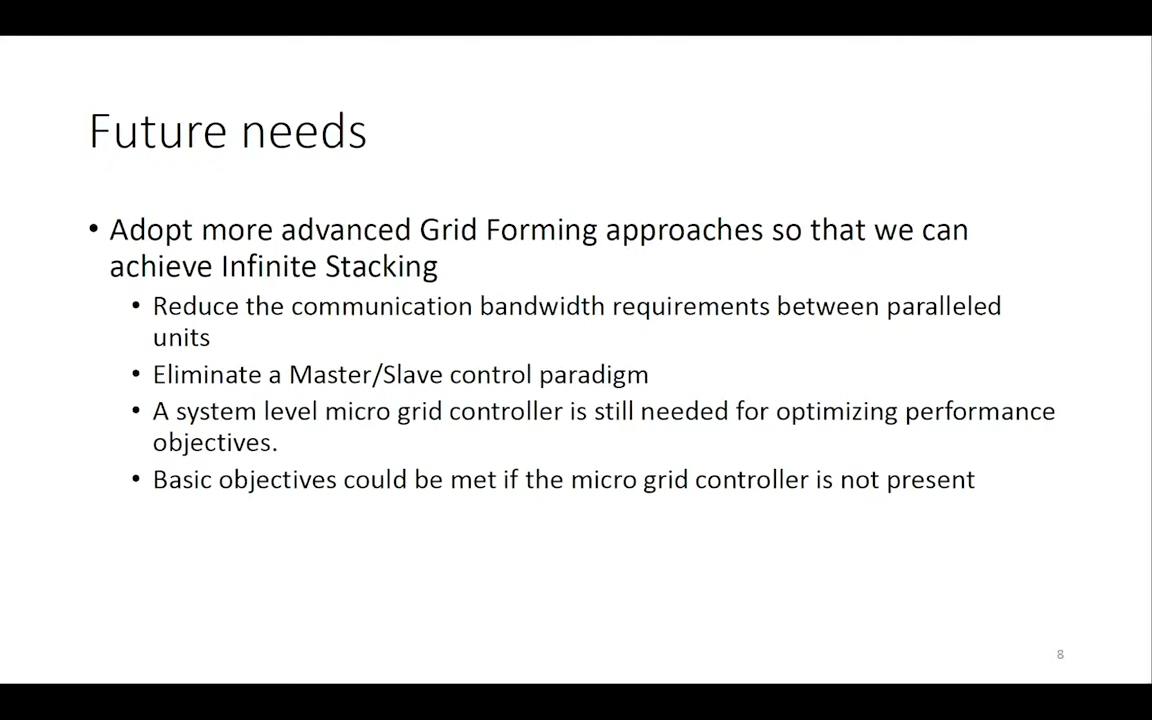 Future needs
• Adopt more advanced Grid Forming approaches so that we can
achieve Infinite Stacking
• Reduce the communication bandwidth requirements between paralleled
units
• Eliminate a Master/Slave control paradigm
• A system level micro grid controller is still needed for optimizing performance
objectives.
• Basic objectives could be met if the micro grid controller is not present
8